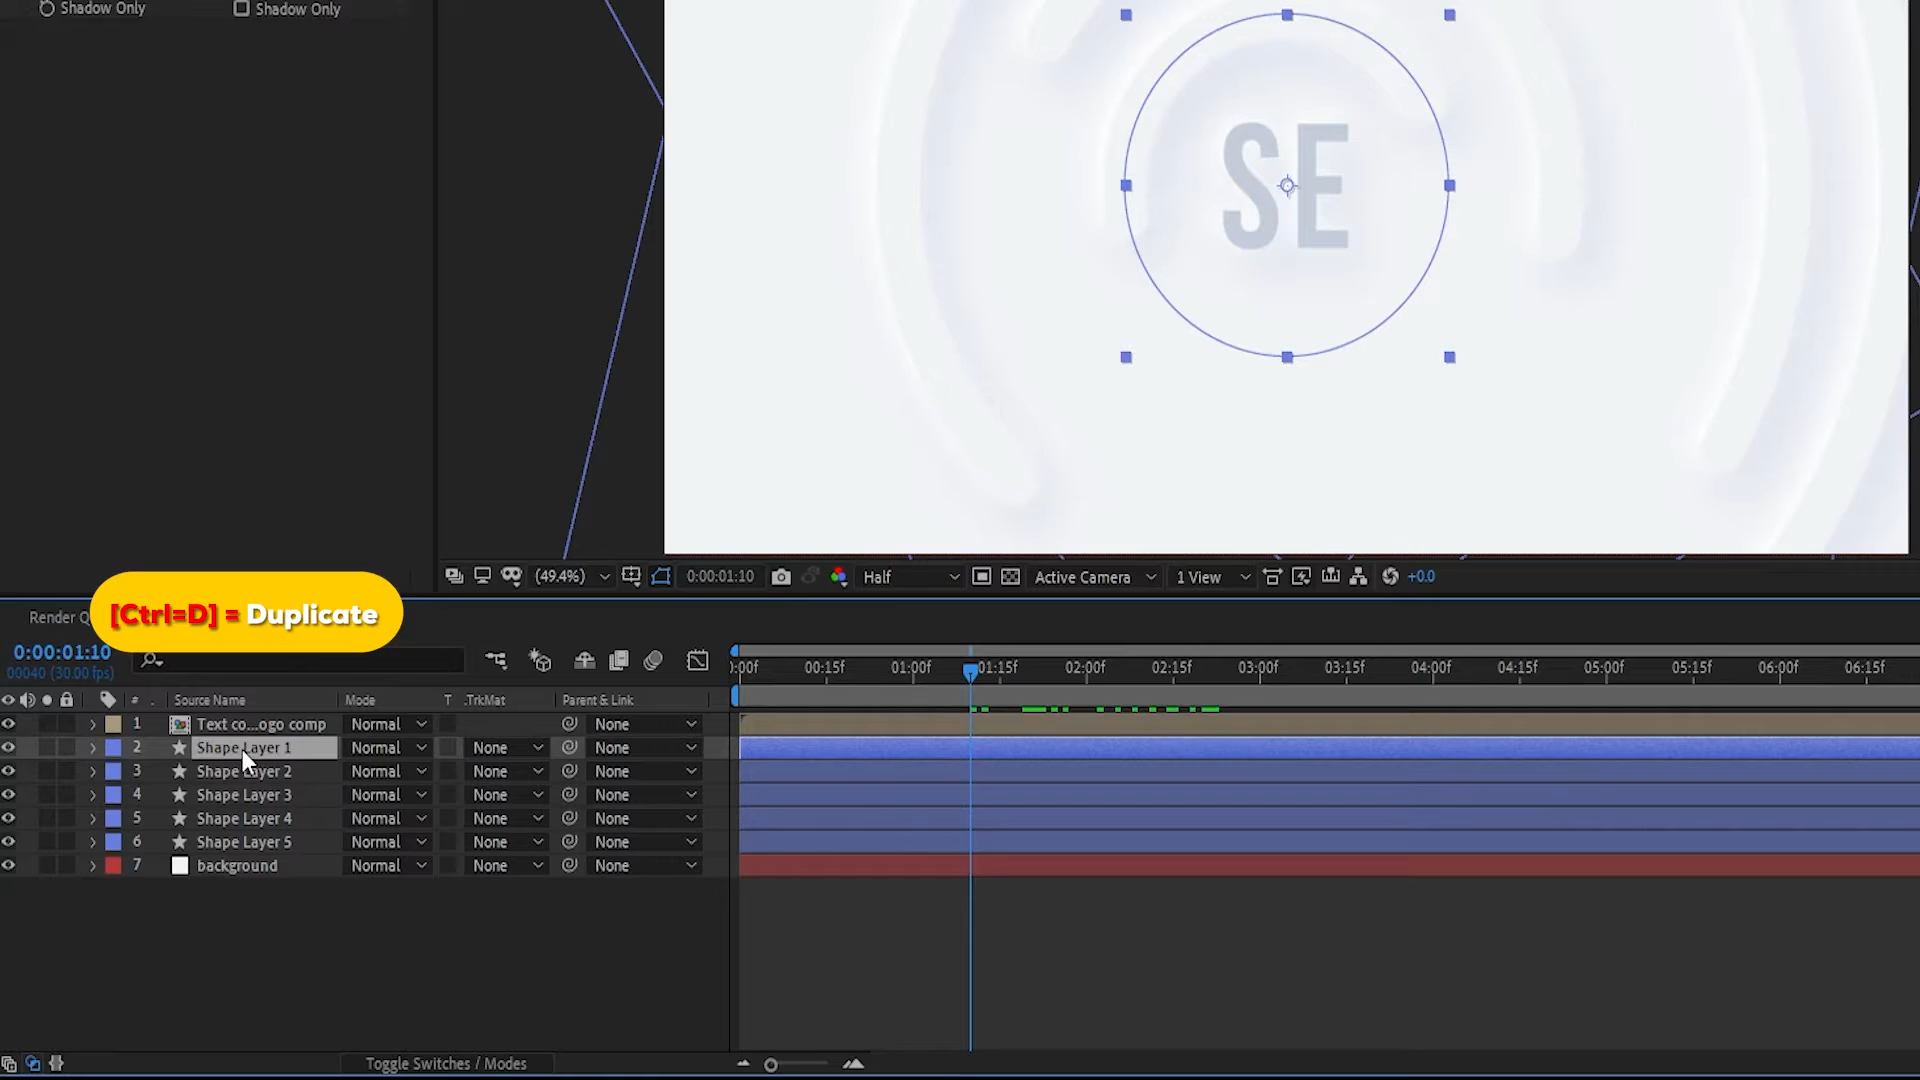 Shadow Only
Shadow Only
SE
(49.4%)
0:00:01:10
Half
Active Camera
1 View
+0.0
Render Q
[Ctrl=D] = Duplicate
0:00:01:10
00040 (30.00 fps)
:00f 00:15f 01:00f 01:15f 02:00f 02:15f 03:00f 03:15f 04:00f 04:15f 05:00f 05:15f 06:00f 06:15f
# . Source Name Mode T .TrkMat Parent & Link
1 Text co...ogo comp Normal None
2 Shape Layer 1 Normal None None
3 Shape Layer 2 Normal None None
4 Shape Layer 3 Normal None None
5 Shape Layer 4 Normal None None
6 Shape Layer 5 Normal None None
7 background Normal None None
Toggle Switches / Modes